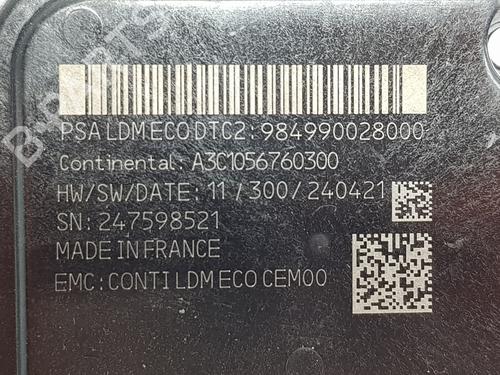 PSA LDM ECO DTC2: 984990028000
Continental: A3C1056760300
HW/SW/DATE: 11 / 300 / 240421
SN: 247598521
MADE IN FRANCE
EMC: CONTI LDM ECO CEM00
B-PARTS